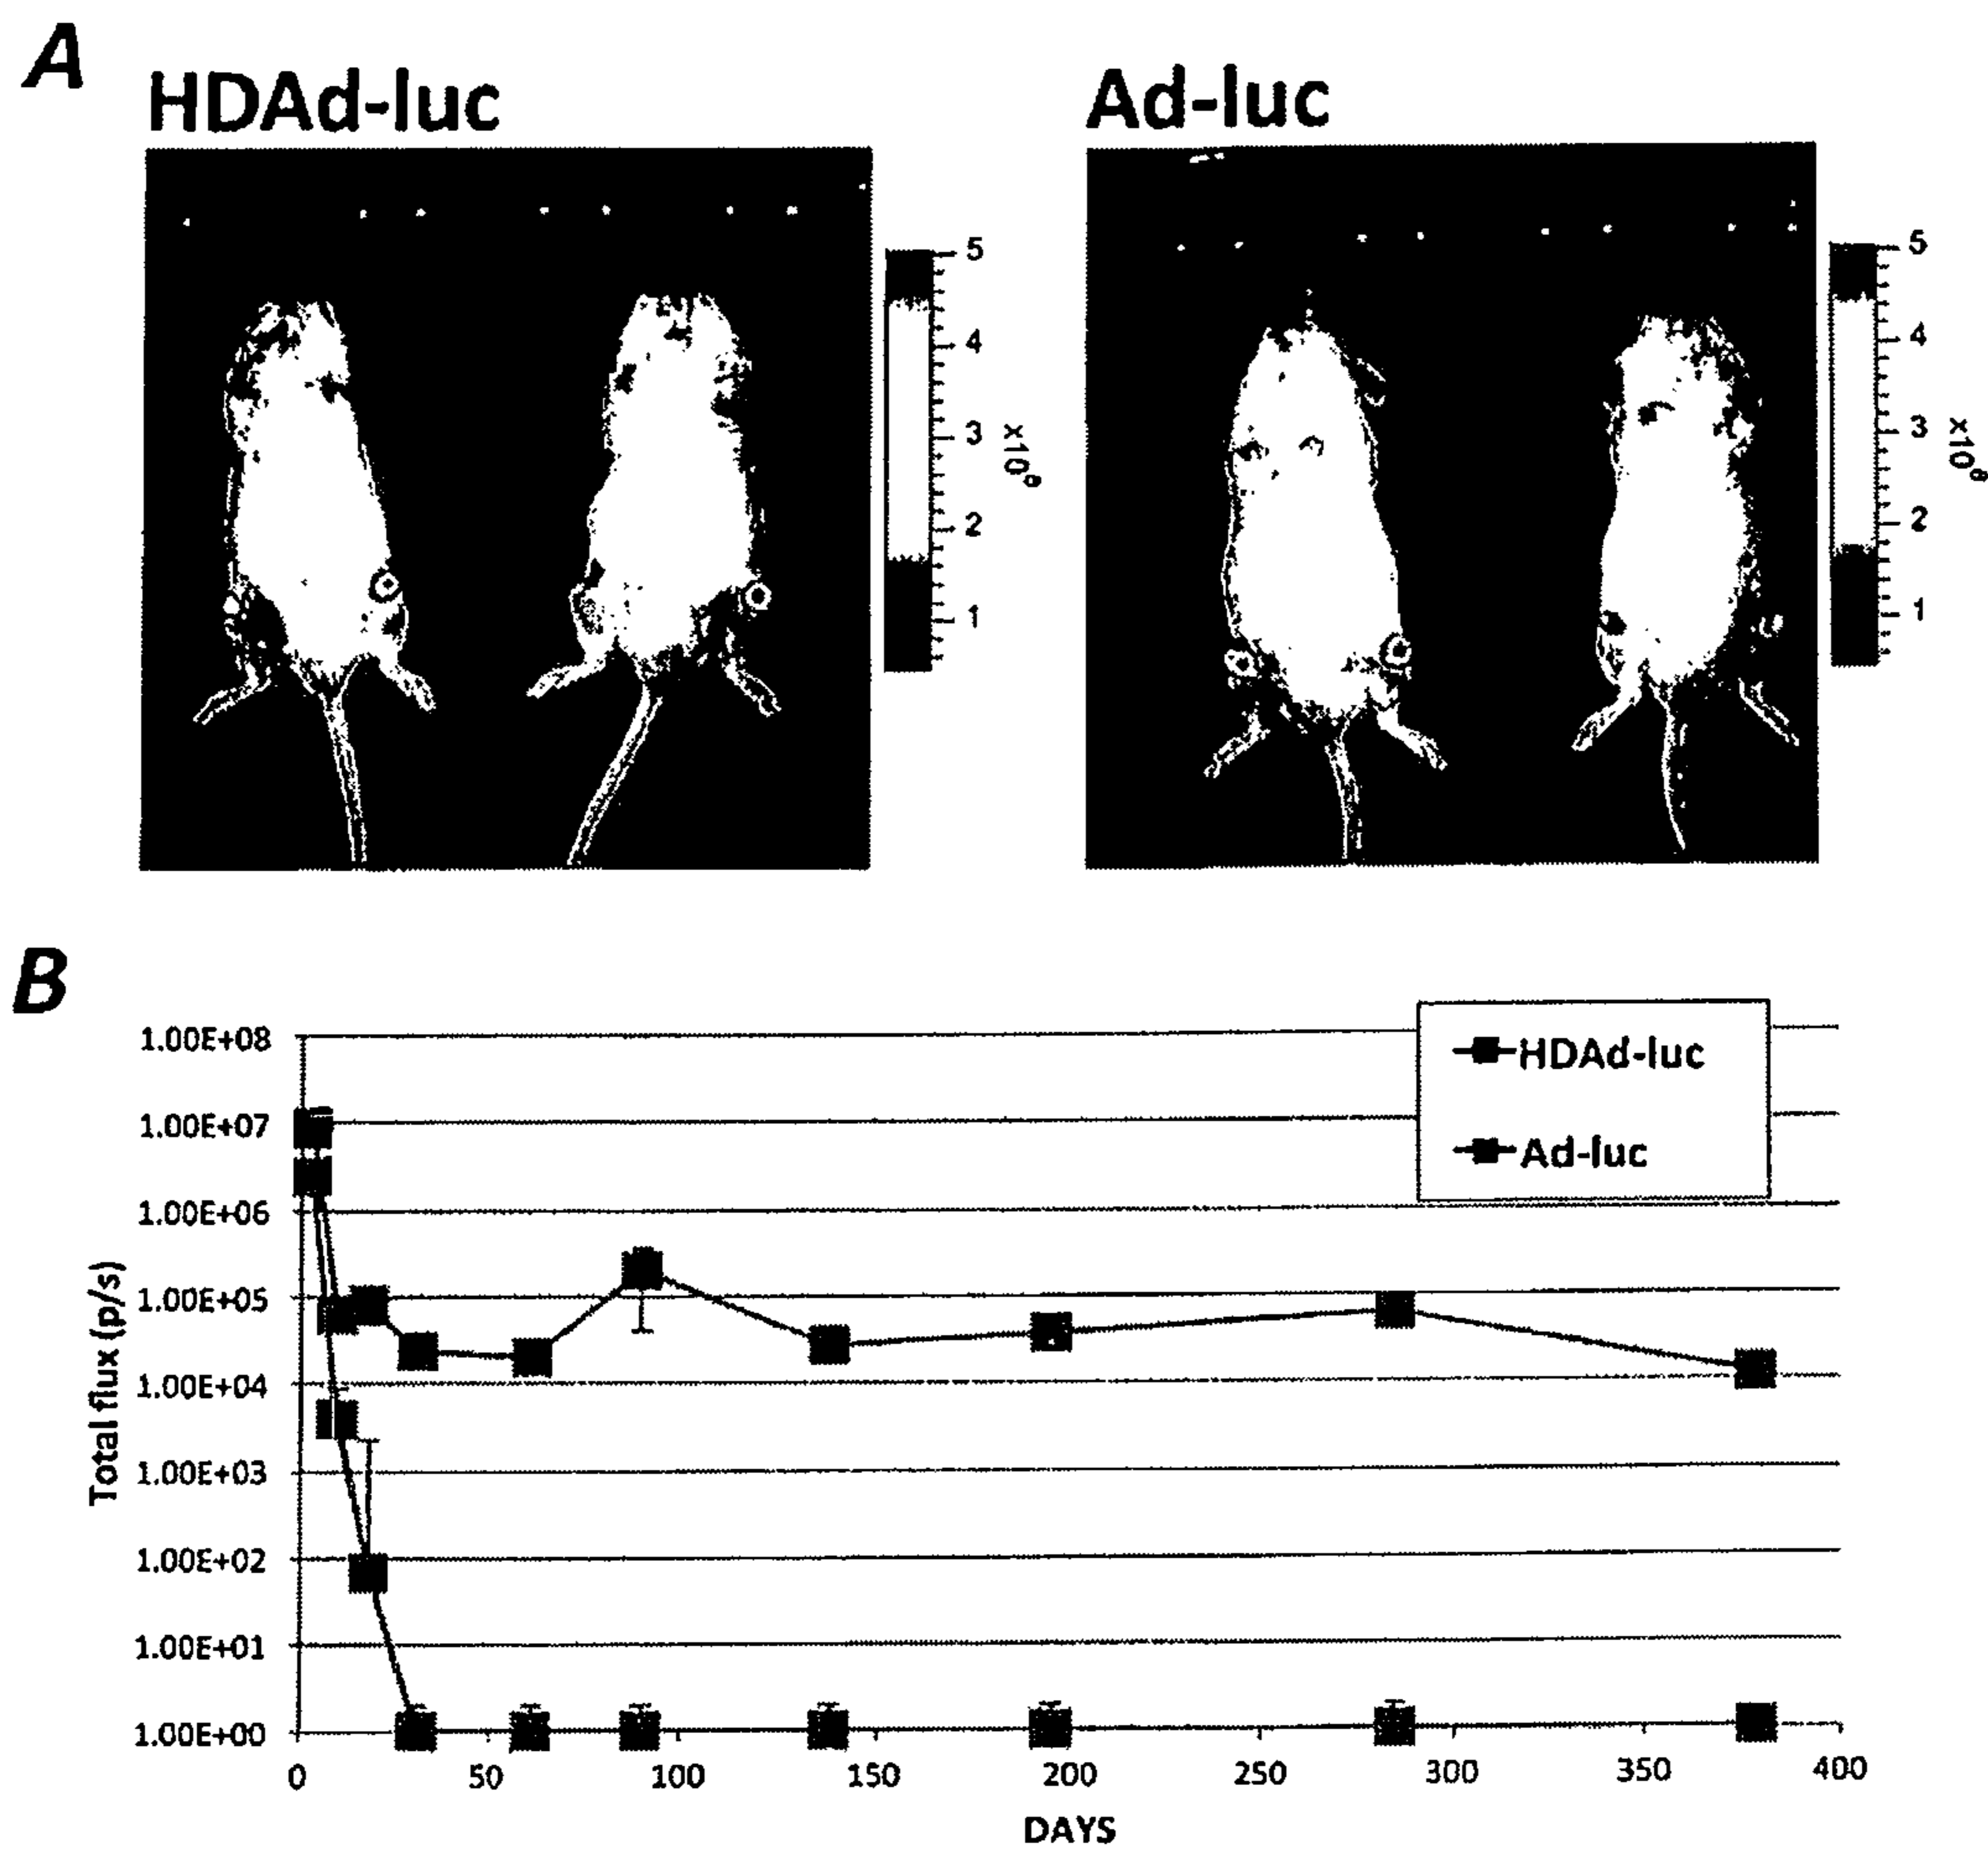 A
HDAd-luc
Ad-luc
5
4
3
2
1
5
4
3
2
1
x10⁶
B
1.00E+08
1.00E+07
1.00E+06
1.00E+05
1.00E+04
1.00E+03
1.00E+02
1.00E+01
1.00E+00
Total flux (p/s)
HDAd-luc
Ad-luc
0 50 100 150 200 250 300 350 400
DAYS